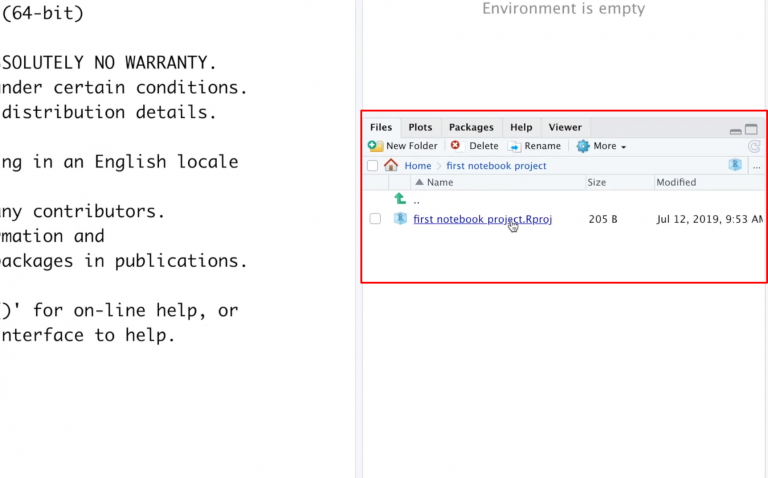 (64-bit)
SSOLUTELY NO WARRANTY.
nder certain conditions.
distribution details.
ng in an English locale
ny contributors.
rmation and
packages in publications.
()' for on-line help, or
nterface to help.
Environment is empty
Files Plots Packages Help Viewer
New Folder Delete Rename More
Home first notebook project ...
Name Size Modified
..
first notebook project.Rproj 205 B Jul 12, 2019, 9:53 AM